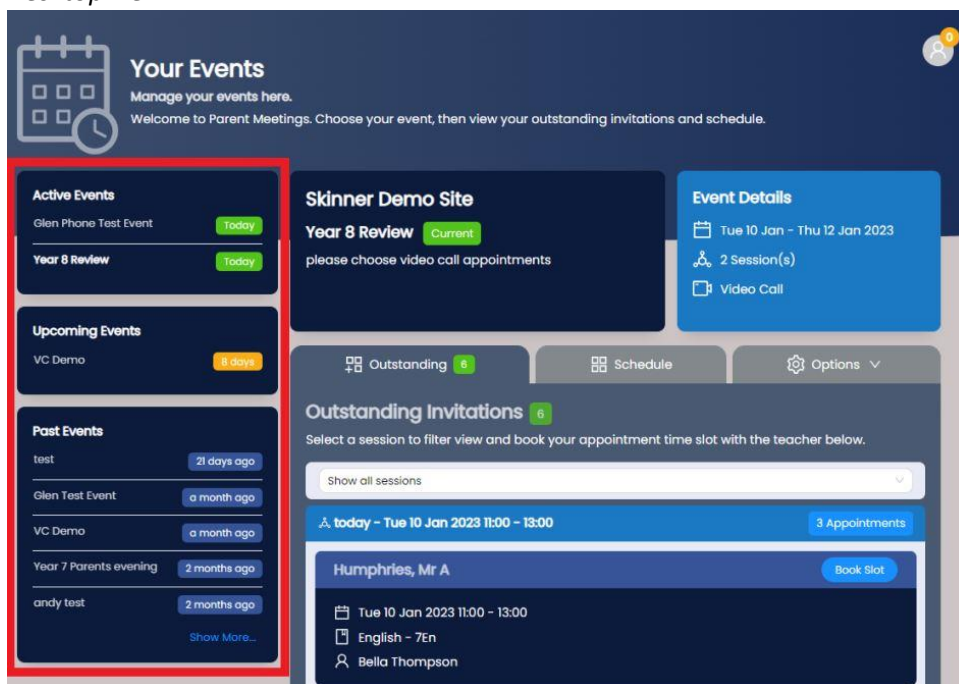 0
Your Events
Manage your events here.
Welcome to Parent Meetings. Choose your event, then view your outstanding invitations and schedule.
Active Events
Glen Phone Test Event Today
Year 8 Review Today
Upcoming Events
VC Demo 8 days
Past Events
test 21 days ago
Glen Test Event a month ago
VC Demo a month ago
Year 7 Parents evening 2 months ago
andy test 2 months ago
Show More...
Skinner Demo Site
Year 8 Review Current
please choose video call appointments
Event Details
Tue 10 Jan - Thu 12 Jan 2023
2 Session(s)
Video Call
Outstanding 6 Schedule Options
Outstanding Invitations 6
Select a session to filter view and book your appointment time slot with the teacher below.
Show all sessions
today - Tue 10 Jan 2023 11:00 - 13:00 3 Appointments
Humphries, Mr A Book Slot
Tue 10 Jan 2023 11:00 - 13:00
English - 7En
Bella Thompson